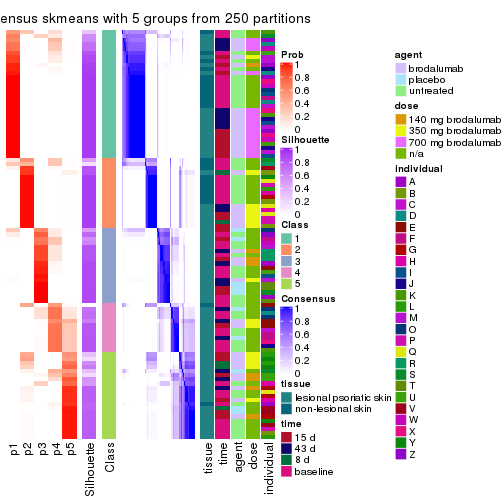 ensus skmeans with 5 groups from 250 partitions
Prob
1
0.8
0.6
0.4
0.2
0
Silhouette
1
0.8
0.6
0.4
0.2
0
Class
1
2
3
4
5
Consensus
1
0.8
0.6
0.4
0.2
0
tissue
lesional psoriatic skin
non-lesional skin
time
15 d
43 d
8 d
baseline
agent
brodalumab
placebo
untreated
dose
140 mg brodalumab
350 mg brodalumab
700 mg brodalumab
n/a
individual
A
B
C
D
E
F
G
H
I
J
K
L
M
O
P
Q
R
S
T
U
V
W
X
Y
Z
p1
p2
p3
p4
p5
Silhouette
Class
tissue
time
agent
dose
individual